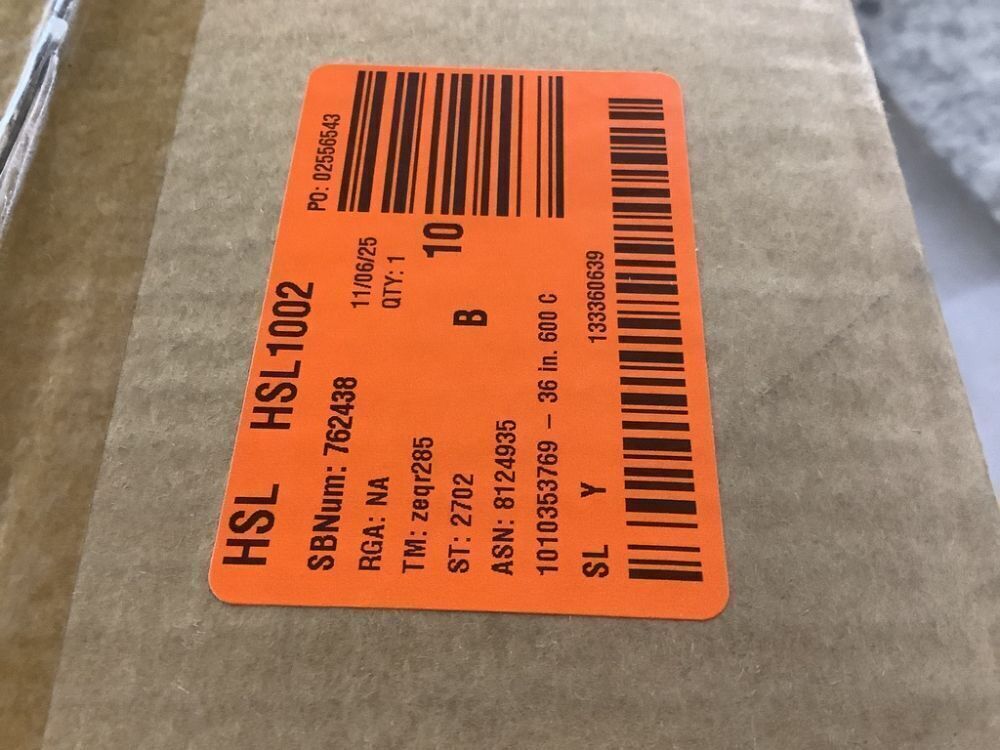 HSL HSL1002
PO: 02556543
SBNum: 762438 11/06/25
RGA: NA QTY: 1
TM: zeqr285 10
ST: 2702 B
ASN: 8124935
1010353769 – 36 in. 600 C
SL Y 133360639